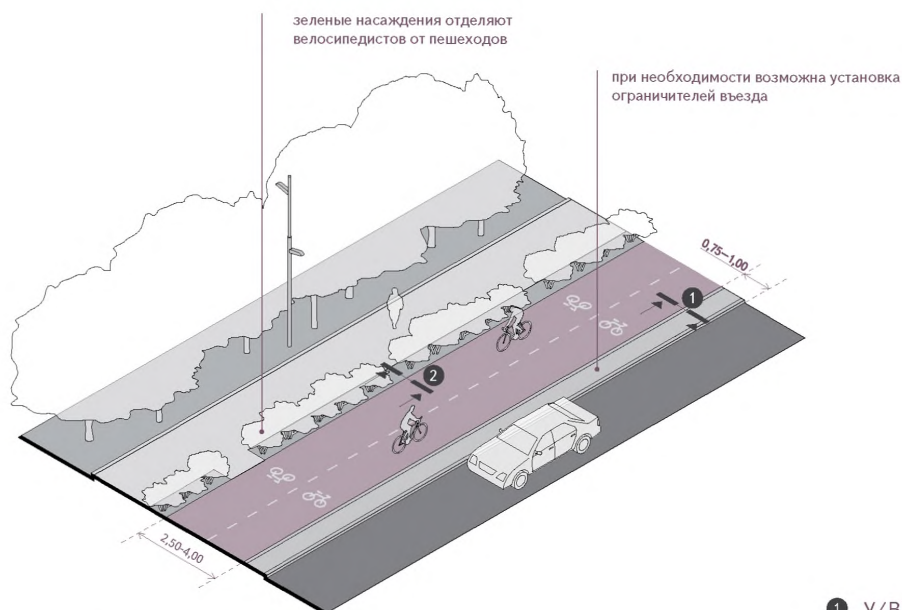 зеленые насаждения отделяют
велосипедистов от пешеходов
при необходимости возможна установка
ограничителей въезда
0,75–1,00
1
2
2,50-4,00
1 У/В